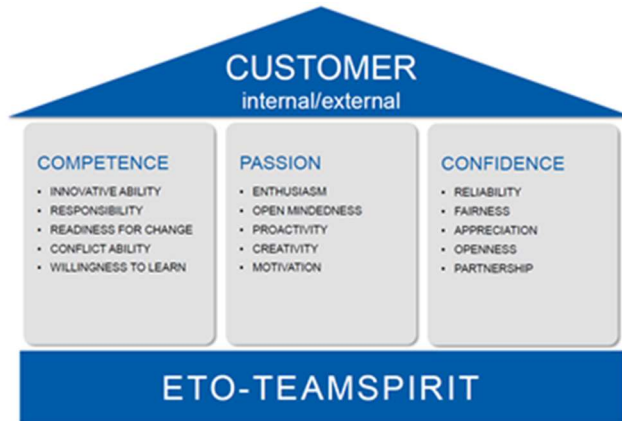 CUSTOMER
internal/external
COMPETENCE
• INNOVATIVE ABILITY
• RESPONSIBILITY
• READINESS FOR CHANGE
• CONFLICT ABILITY
• WILLINGNESS TO LEARN
PASSION
• ENTHUSIASM
• OPEN MINDEDNESS
• PROACTIVITY
• CREATIVITY
• MOTIVATION
CONFIDENCE
• RELIABILITY
• FAIRNESS
• APPRECIATION
• OPENNESS
• PARTNERSHIP
ETO-TEAMSPIRIT